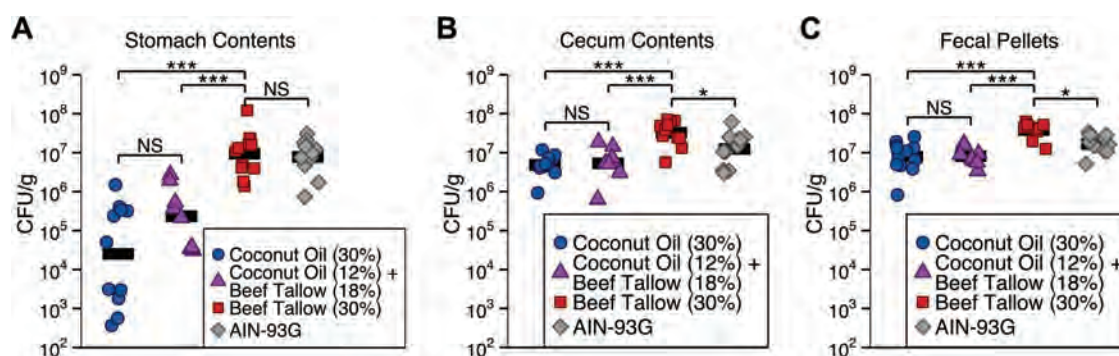 A
Stomach Contents
***
***
NS
NS
CFU/g
10⁹
10⁸
10⁷
10⁶
10⁵
10⁴
10³
10²
Coconut Oil (30%)
Coconut Oil (12%) +
Beef Tallow (18%)
Beef Tallow (30%)
AIN-93G
B
Cecum Contents
***
***
NS
*
CFU/g
10⁹
10⁸
10⁷
10⁶
10⁵
10⁴
10³
10²
Coconut Oil (30%)
Coconut Oil (12%) +
Beef Tallow (18%)
Beef Tallow (30%)
AIN-93G
C
Fecal Pellets
***
***
NS
*
CFU/g
10⁹
10⁸
10⁷
10⁶
10⁵
10⁴
10³
10²
Coconut Oil (30%)
Coconut Oil (12%) +
Beef Tallow (18%)
Beef Tallow (30%)
AIN-93G